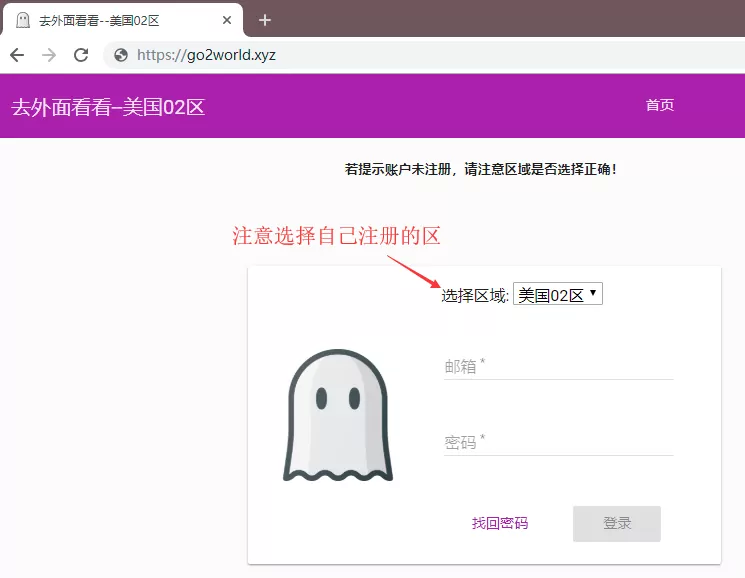 去外面看看--美国02区
https://go2world.xyz
去外面看看–美国02区
首页
若提示账户未注册，请注意区域是否选择正确！
注意选择自己注册的区
选择区域: 美国02区
邮箱 *
密码 *
找回密码
登录